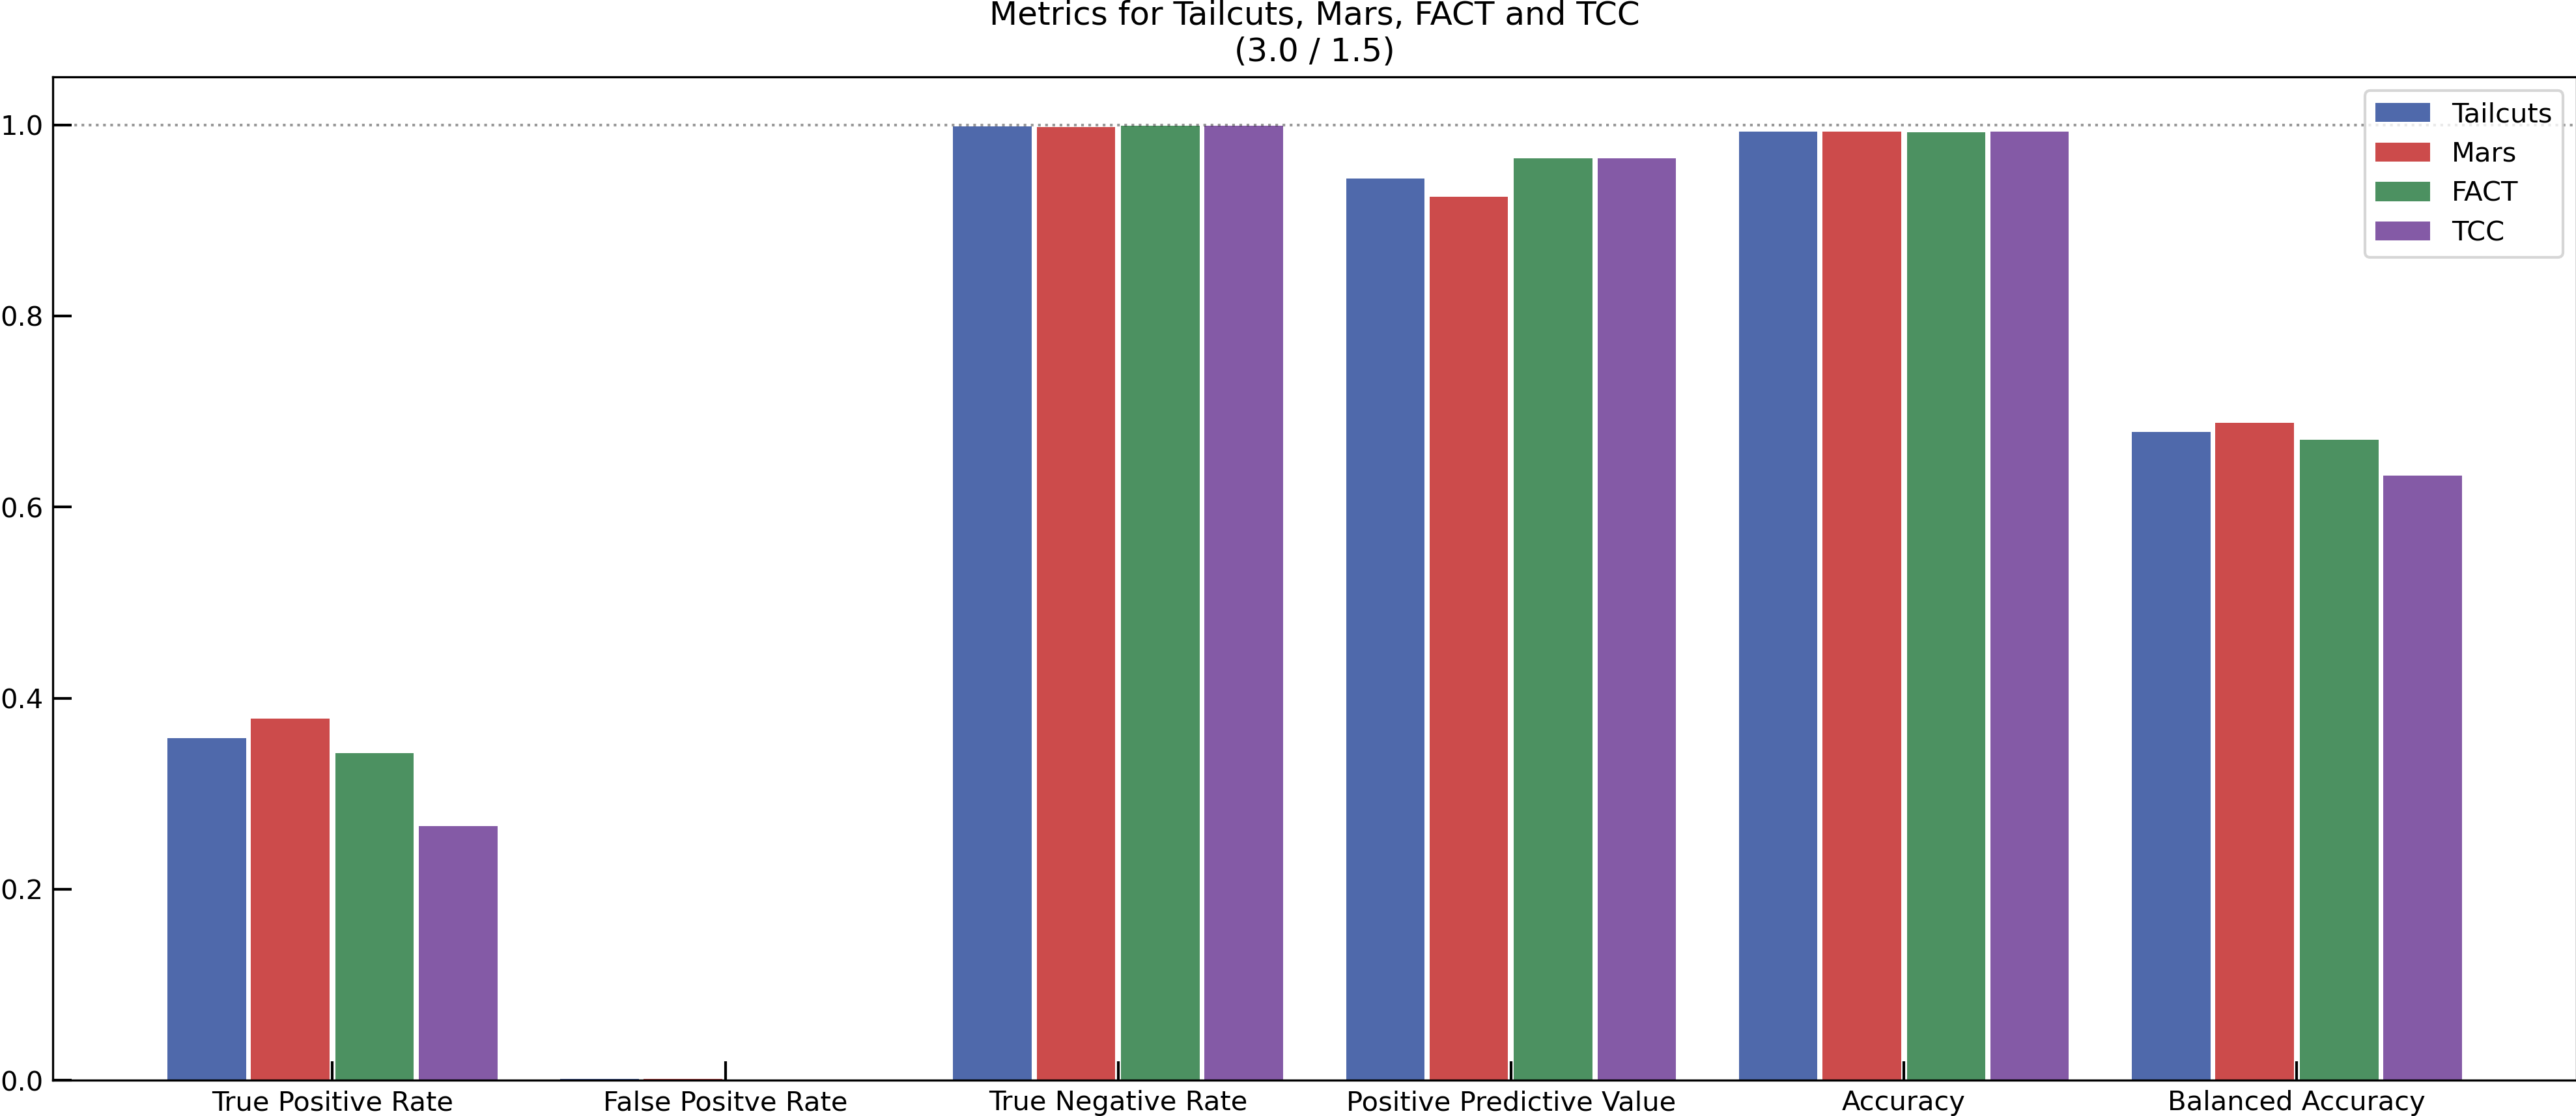 Metrics for Tailcuts, Mars, FACT and TCC
(3.0 / 1.5)
1.0
0.8
0.6
0.4
0.2
0.0
Tailcuts
Mars
FACT
TCC
True Positive Rate
False Positve Rate
True Negative Rate
Positive Predictive Value
Accuracy
Balanced Accuracy